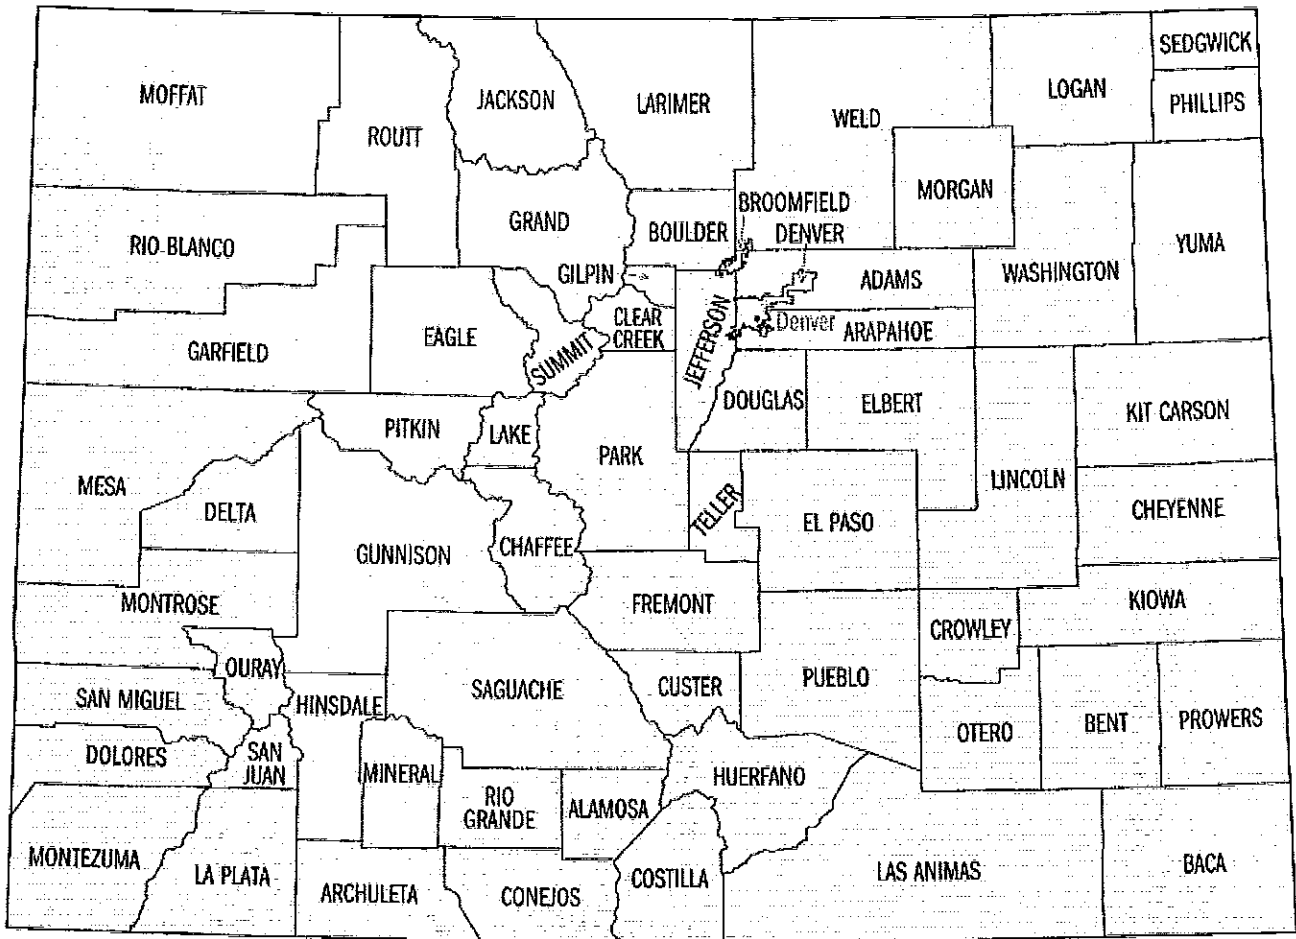 SEDGWICK
MOFFAT
JACKSON
LARIMER
LOGAN
PHILLIPS
WELD
ROUTT
MORGAN
BROOMFIELD
GRAND
BOULDER
DENVER
RIO BLANCO
YUMA
GILPIN
ADAMS
WASHINGTON
CLEAR
CREEK
Denver
ARAPAHOE
EAGLE
SUMMIT
JEFFERSON
GARFIELD
DOUGLAS
ELBERT
KIT CARSON
PITKIN
LAKE
PARK
MESA
LINCOLN
DELTA
TELLER
EL PASO
CHEYENNE
GUNNISON
CHAFFEE
MONTROSE
FREMONT
KIOWA
CROWLEY
OURAY
SAN MIGUEL
HINSDALE
SAGUACHE
CUSTER
PUEBLO
OTERO
BENT
PROWERS
DOLORES
SAN
JUAN
MINERAL
HUERFANO
RIO
GRANDE
ALAMOSA
MONTEZUMA
LA PLATA
ARCHULETA
CONEJOS
COSTILLA
LAS ANIMAS
BACA